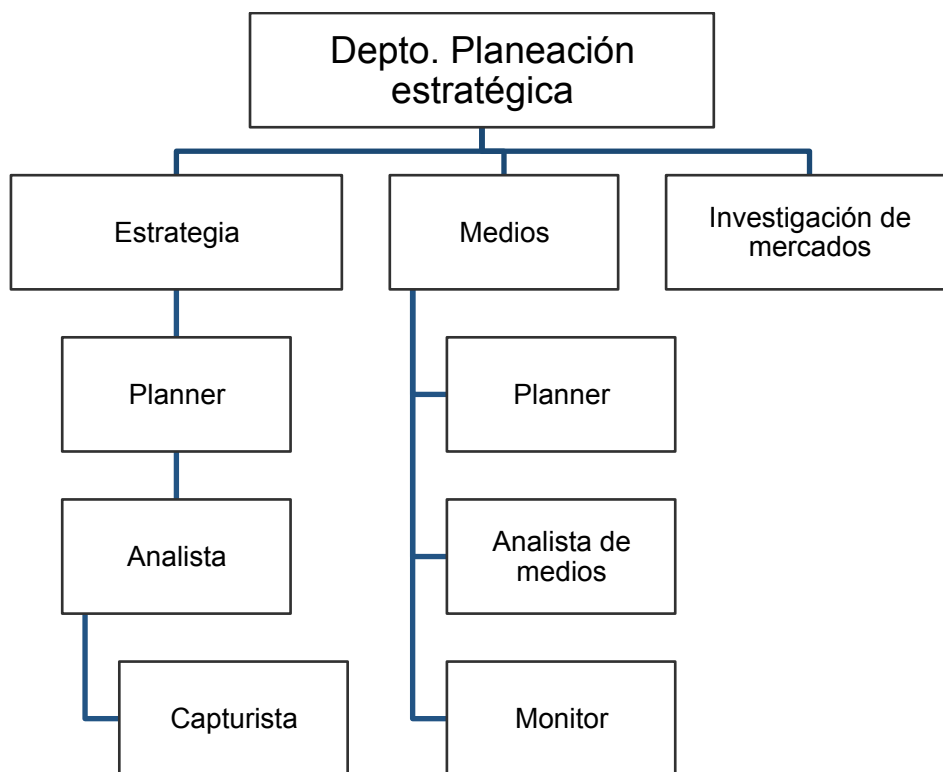 Depto. Planeación
estratégica
Estrategia
Medios
Investigación de
mercados
Planner
Planner
Analista
Analista de
medios
Capturista
Monitor